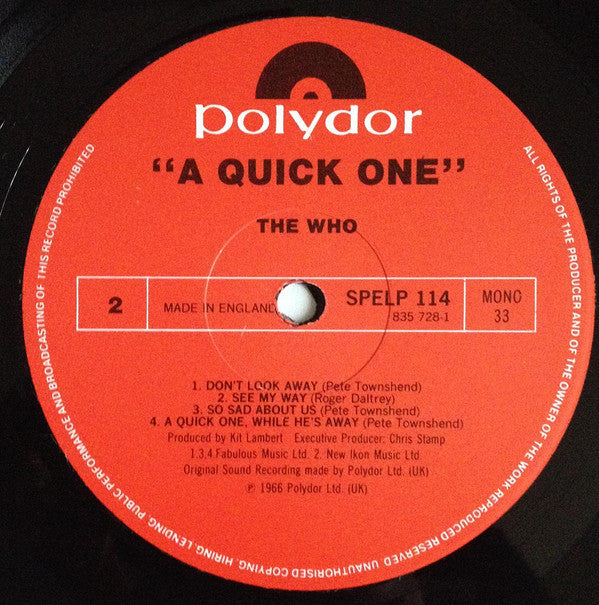 polydor
"A QUICK ONE"
THE WHO
2
MADE IN ENGLAND
SPELP 114
835 728-1
MONO
33
1. DON'T LOOK AWAY (Pete Townshend)
2. SEE MY WAY (Roger Daltrey)
3. SO SAD ABOUT US (Pete Townshend)
4. A QUICK ONE, WHILE HE'S AWAY (Pete Townshend)
Produced by Kit Lambert Executive Producer: Chris Stamp
1.3.4 Fabulous Music Ltd. 2. New Ikon Music Ltd.
Original Sound Recording made by Polydor Ltd. (UK)
℗ 1966 Polydor Ltd. (UK)
ALL RIGHTS OF THE PRODUCER AND OF THE OWNER OF THE WORK REPRODUCED RESERVED UNAUTHORISED COPYING, HIRING, LENDING, PUBLIC PERFORMANCE AND BROADCASTING OF THIS RECORD PROHIBITED